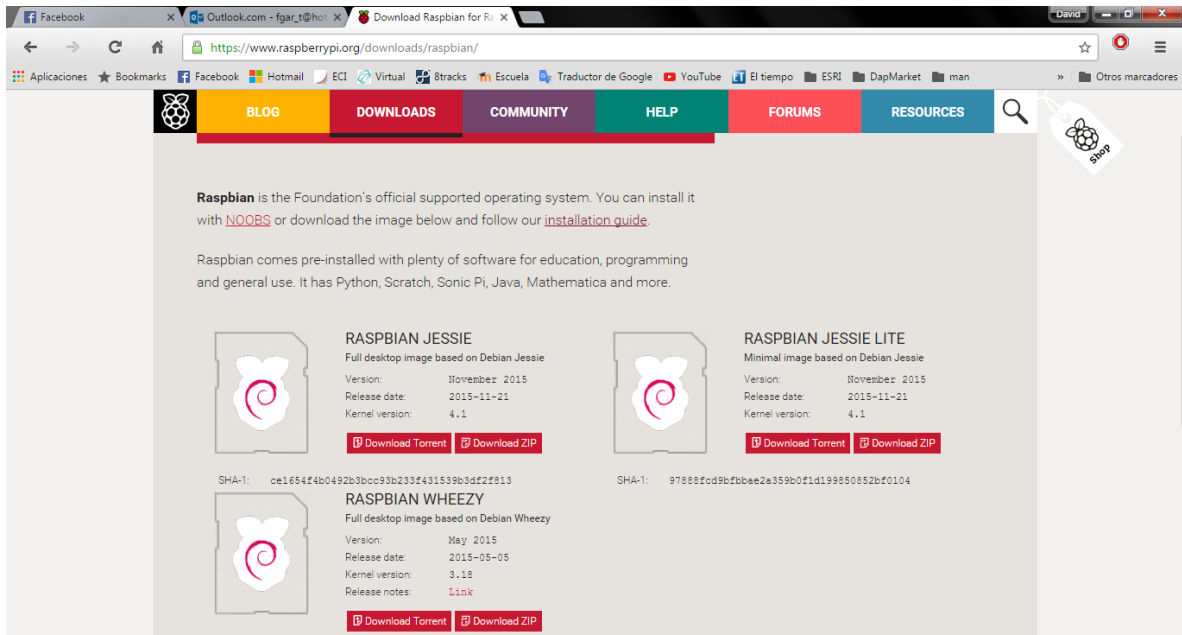 Facebook
Outlook.com - fgar_t@hot
Download Raspbian for Ra
David
https://www.raspberrypi.org/downloads/raspbian/
Aplicaciones Bookmarks Facebook Hotmail ECI Virtual 8tracks Escuela Traductor de Google YouTube El tiempo ESRI DapMarket man » Otros marcadores
BLOG DOWNLOADS COMMUNITY HELP FORUMS RESOURCES
shop
Raspbian is the Foundation's official supported operating system. You can install it
with NOOBS or download the image below and follow our installation guide.
Raspbian comes pre-installed with plenty of software for education, programming
and general use. It has Python, Scratch, Sonic Pi, Java, Mathematica and more.
RASPBIAN JESSIE
Full desktop image based on Debian Jessie
Version: November 2015
Release date: 2015-11-21
Kernel version: 4.1
Download Torrent Download ZIP
SHA-1: ce1654f4b0492b3bcc93b233f431539b3df2f813
RASPBIAN JESSIE LITE
Minimal image based on Debian Jessie
Version: November 2015
Release date: 2015-11-21
Kernel version: 4.1
Download Torrent Download ZIP
SHA-1: 97888fcd9bfbbae2a359b0f1d199850852bf0104
RASPBIAN WHEEZY
Full desktop image based on Debian Wheezy
Version: May 2015
Release date: 2015-05-05
Kernel version: 3.18
Release notes: Link
Download Torrent Download ZIP